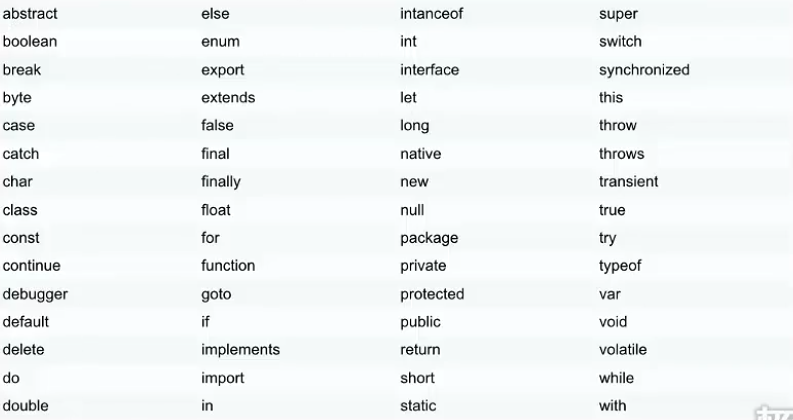 abstract else intanceof super
boolean enum int switch
break export interface synchronized
byte extends let this
case false long throw
catch final native throws
char finally new transient
class float null true
const for package try
continue function private typeof
debugger goto protected var
default if public void
delete implements return volatile
do import short while
double in static with